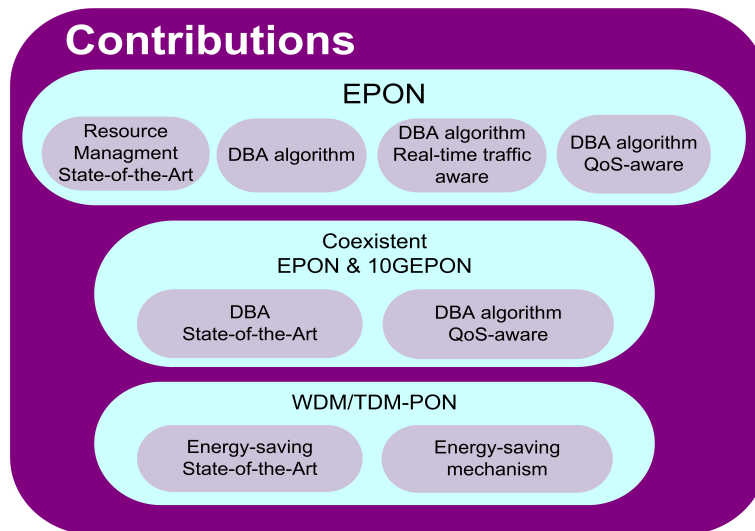 Contributions
EPON
Resource
Managment
State-of-the-Art
DBA algorithm
DBA algorithm
Real-time traffic
aware
DBA algorithm
QoS-aware
Coexistent
EPON & 10GEPON
DBA
State-of-the-Art
DBA algorithm
QoS-aware
WDM/TDM-PON
Energy-saving
State-of-the-Art
Energy-saving
mechanism